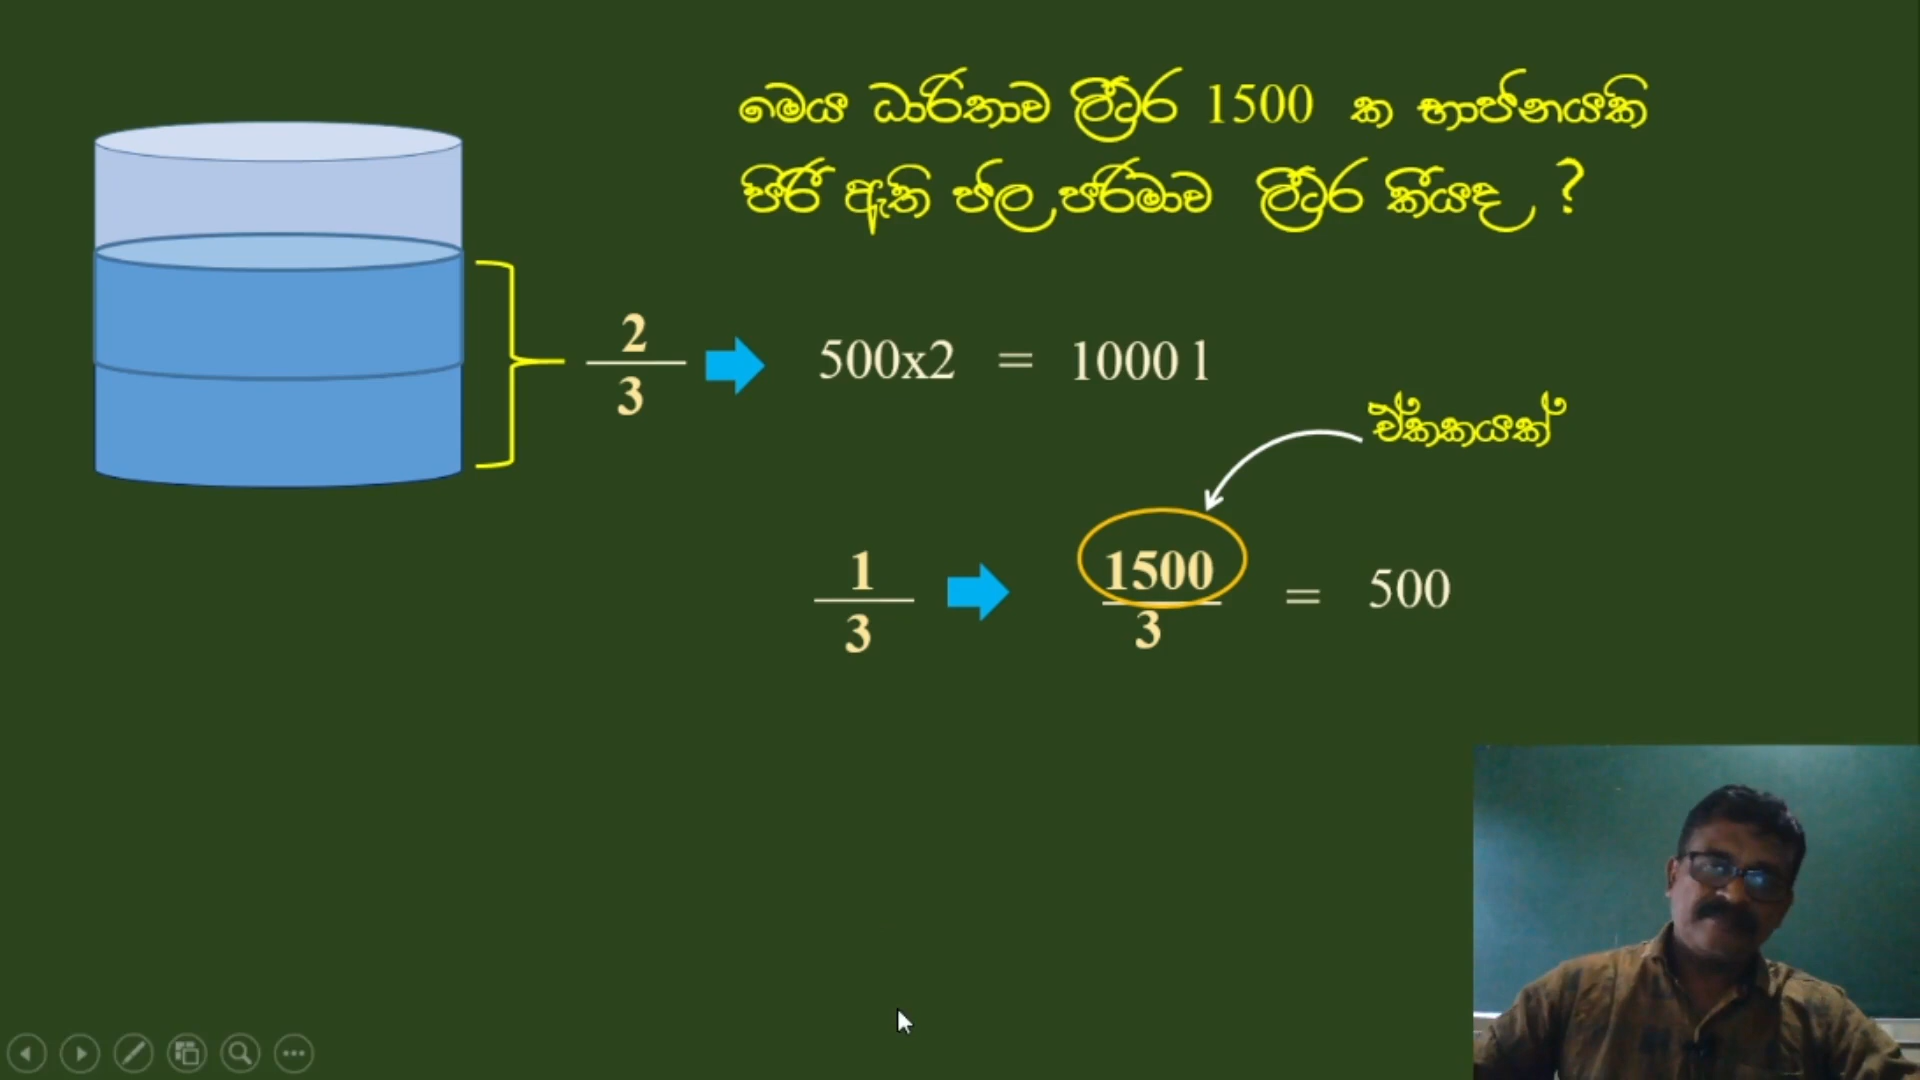 මෙය ධාරිතාව ලීටර 1500 ක භාජනයකි
පිරී ඇති ජල පරිමාව ලීටර කීයද ?
2
3
500x2 = 1000 l
ඒකකයක්
1
3
1500
3
= 500